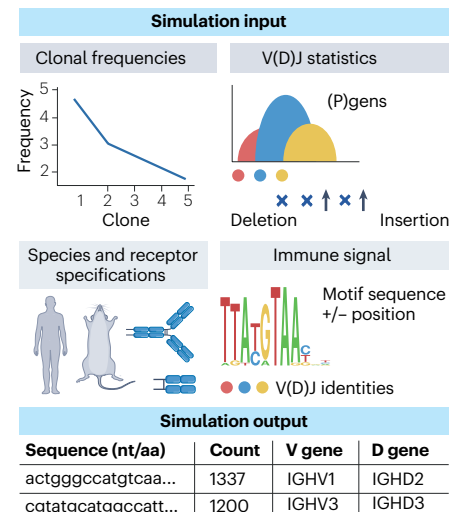 Simulation input
Clonal frequencies
V(D)J statistics
Frequency
5
4
3
2
1 2 3 4 5
Clone
(P)gens
Deletion
Insertion
Species and receptor
specifications
Immune signal
TTATGTAAC
Motif sequence
+/– position
V(D)J identities
Simulation output
Sequence (nt/aa) Count V gene D gene
actgggccatgtcaa... 1337 IGHV1 IGHD2
cgtatgcatggccatt... 1200 IGHV3 IGHD3